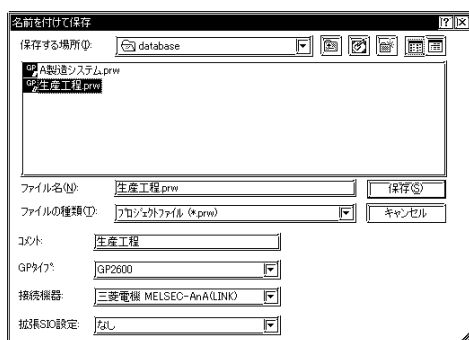 名前を付けて保存
保存する場所(I): database
A製造システム.prw
生産工程.prw
ファイル名(N): 生産工程.prw 保存(S)
ファイルの種類(T): プロジェクトファイル (*.prw) キャンセル
コメント: 生産工程
GPタイプ: GP2600
接続機器: 三菱電機 MELSEC-AnA(LINK)
拡張SIO設定: なし